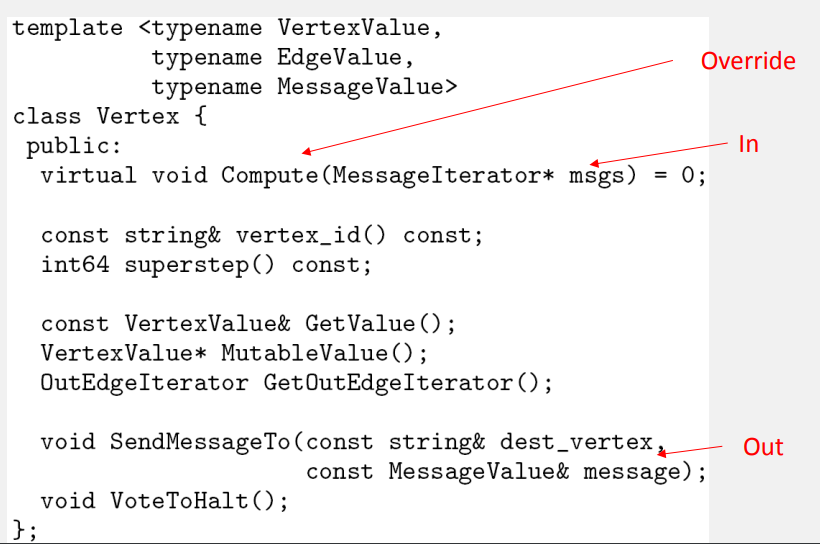 template <typename VertexValue,
          typename EdgeValue,
          typename MessageValue>
class Vertex {
 public:
  virtual void Compute(MessageIterator* msgs) = 0;
  const string& vertex_id() const;
  int64 superstep() const;
  const VertexValue& GetValue();
  VertexValue* MutableValue();
  OutEdgeIterator GetOutEdgeIterator();
  void SendMessageTo(const string& dest_vertex,
                     const MessageValue& message);
  void VoteToHalt();
};
Override
In
Out